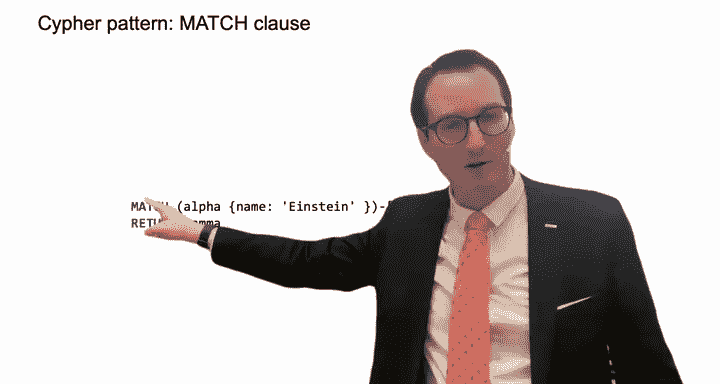 Cypher pattern: MATCH clause
(alpha {name: 'Einstein' })-